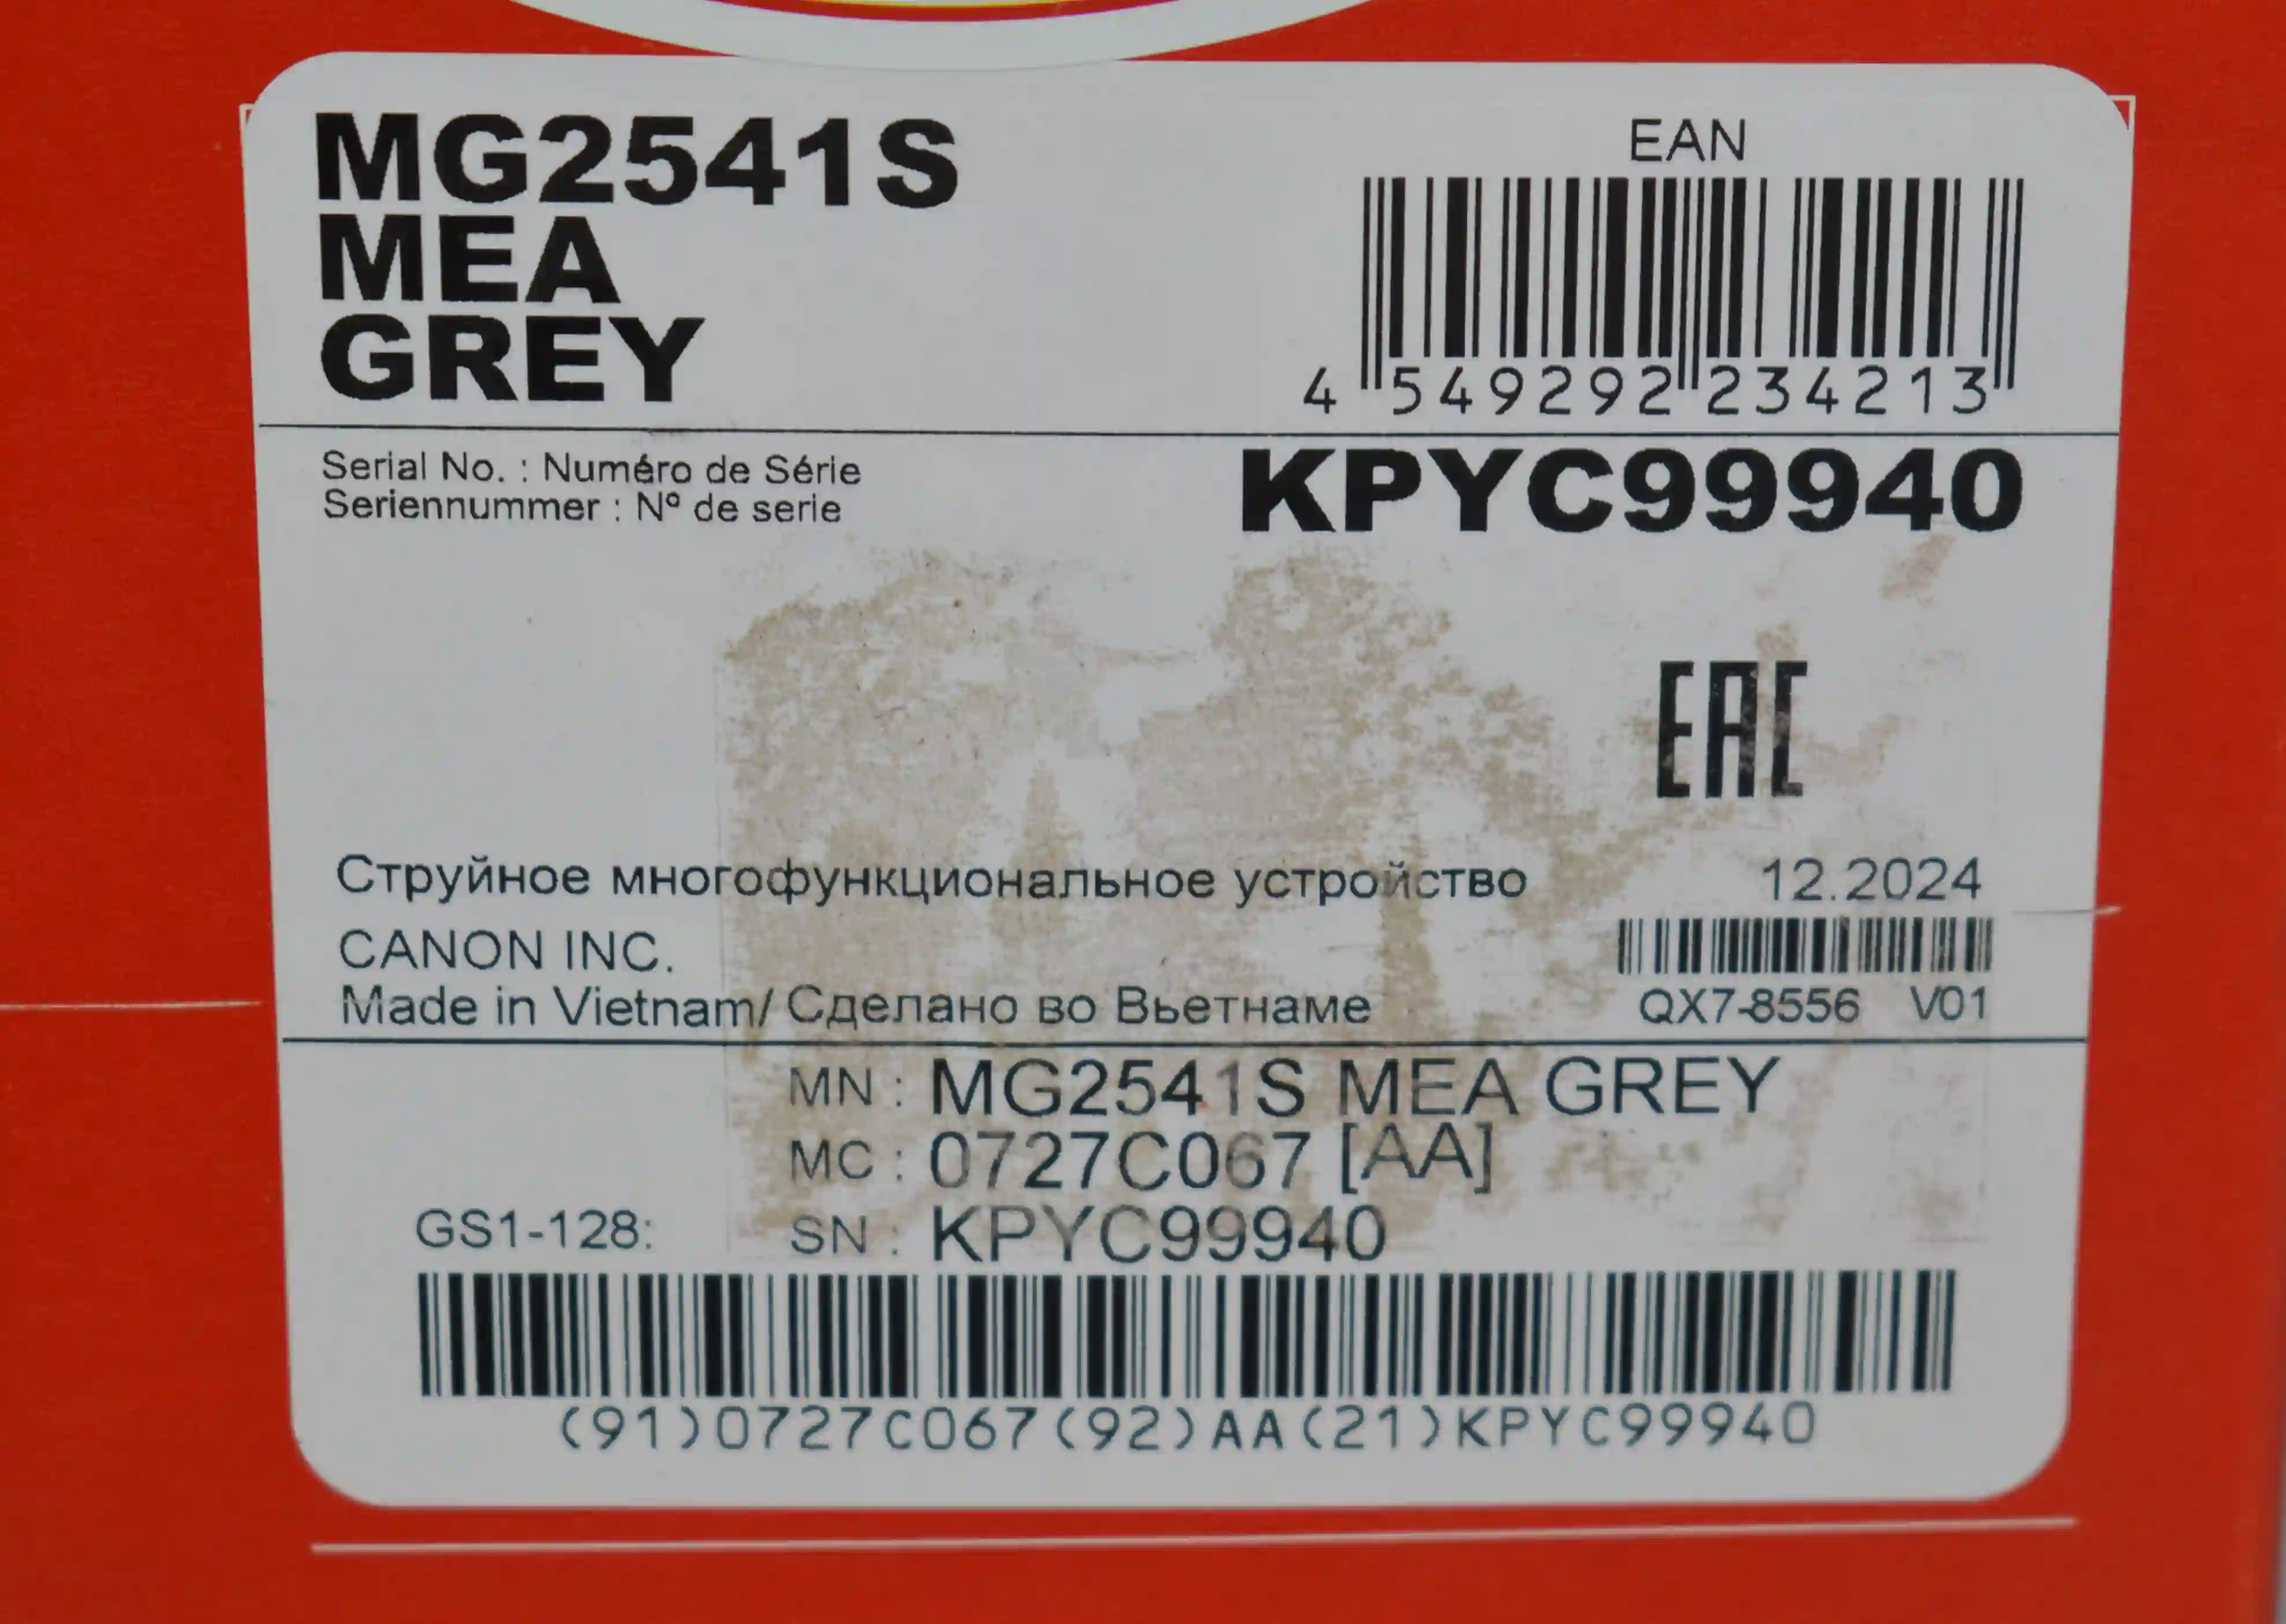 MG2541S
MEA
GREY
EAN
4 549292 234213
Serial No. : Numéro de Série
Seriennummer : Nº de serie
KPYC99940
EAC
Струйное многофункциональное устройство
12.2024
CANON INC.
Made in Vietnam/ Сделано во Вьетнаме
QX7-8556 V01
MN : MG2541S MEA GREY
MC : 0727C067 [AA]
GS1-128: SN : KPYC99940
(91)0727C067(92)AA(21)KPYC99940